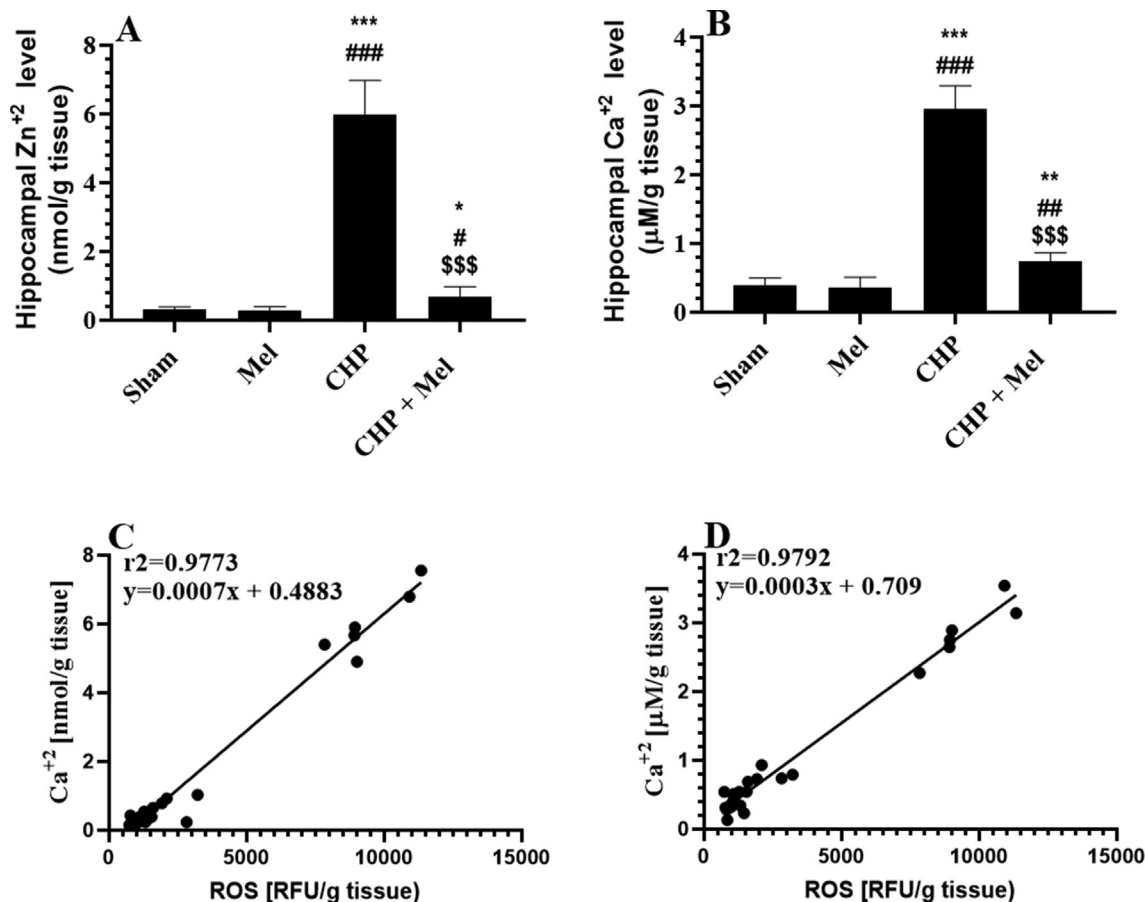 A
Hippocampal Zn+2 level
(nmol/g tissue)
8
6
4
2
0
***
###
*
#
$$$
Sham
Mel
CHP
CHP + Mel
B
Hippocampal Ca+2 level
(µM/g tissue)
4
3
2
1
0
***
###
**
##
$$$
Sham
Mel
CHP
CHP + Mel
C
r2=0.9773
y=0.0007x + 0.4883
Ca+2 [nmol/g tissue]
8
6
4
2
0
0
5000
10000
15000
ROS [RFU/g tissue)
D
r2=0.9792
y=0.0003x + 0.709
Ca+2 [µM/g tissue]
4
3
2
1
0
0
5000
10000
15000
ROS [RFU/g tissue)